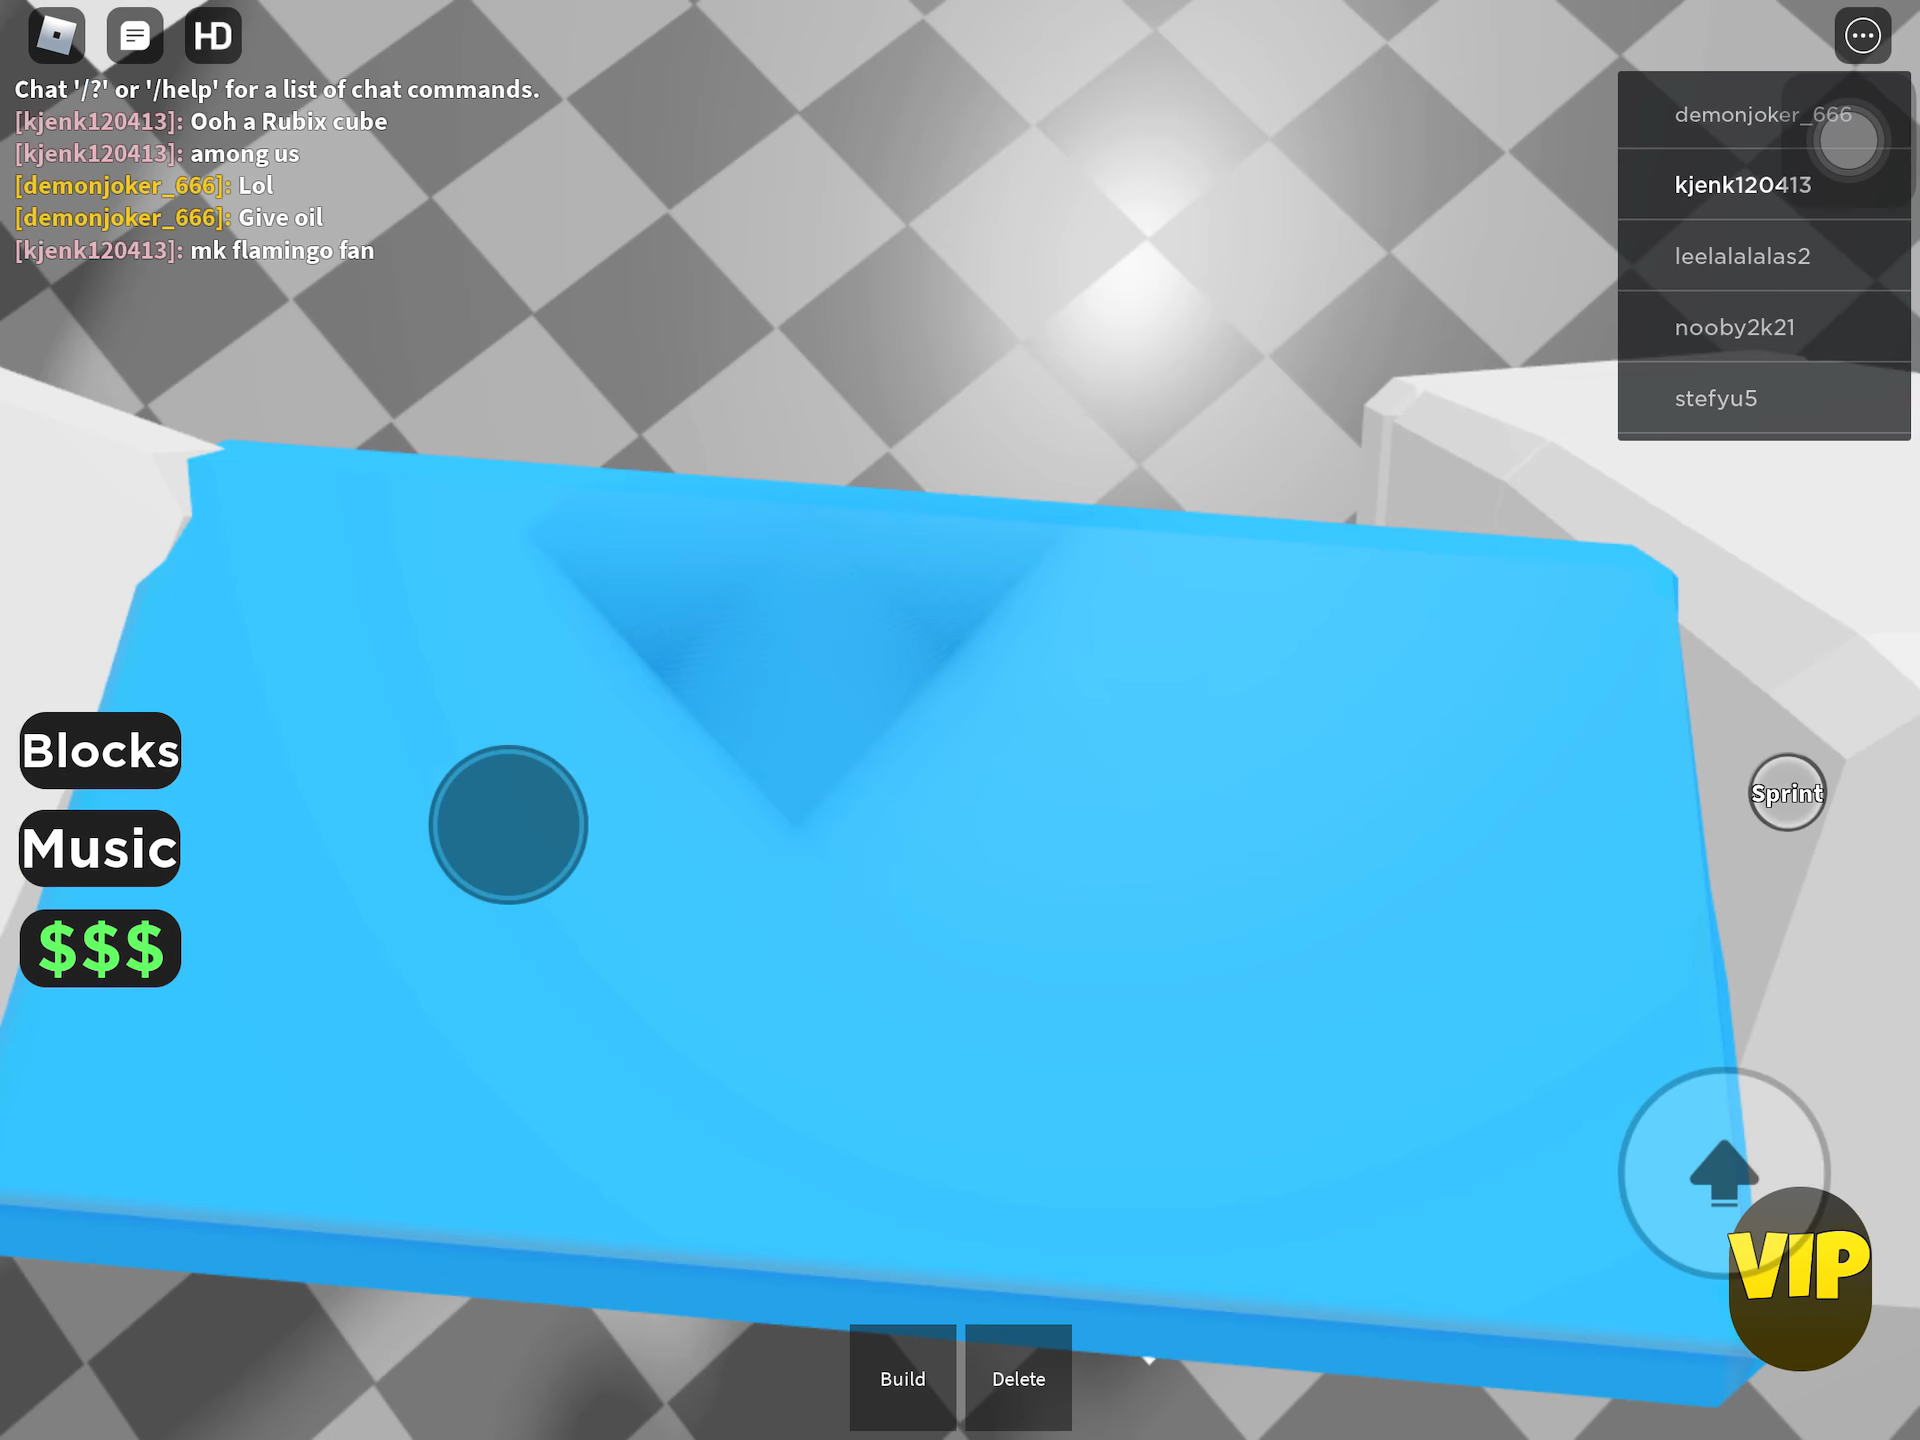 HD
Chat '/?' or '/help' for a list of chat commands.
[kjenk120413]: Ooh a Rubix cube
[kjenk120413]: among us
[demonjoker_666]: Lol
[demonjoker_666]: Give oil
[kjenk120413]: mk flamingo fan
demonjoker_666
kjenk120413
leelalalalas2
nooby2k21
stefyu5
Blocks
Music
$$$
Sprint
VIP
Build
Delete